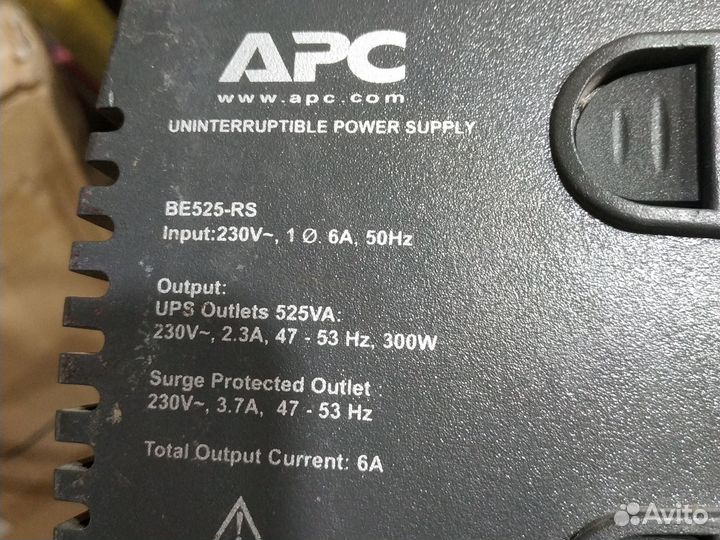 APC
www.apc.com
UNINTERRUPTIBLE POWER SUPPLY
BE525-RS
Input:230V~, 1 Ø. 6A, 50Hz
Output:
UPS Outlets 525VA:
230V~, 2.3A, 47 - 53 Hz, 300W
Surge Protected Outlet :
230V~, 3.7A, 47 - 53 Hz
Total Output Current: 6A
Avito